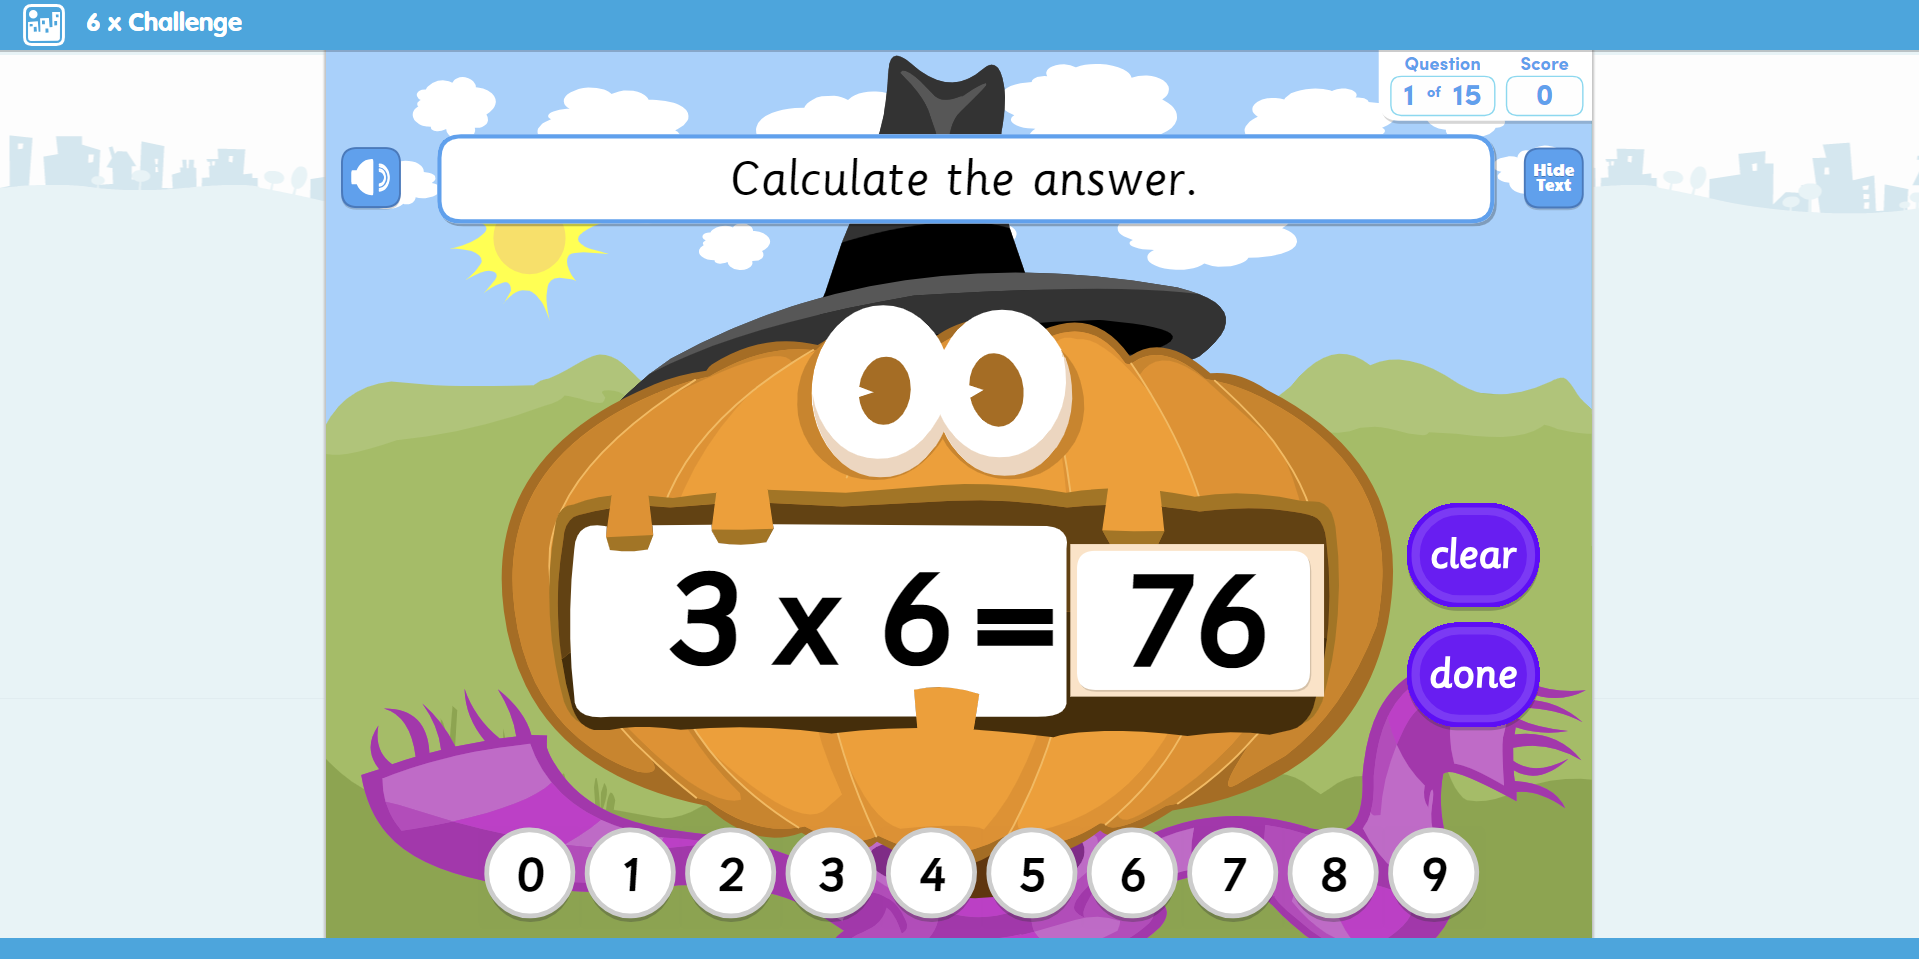 6 x Challenge
Question Score
1 of 15 0
Calculate the answer.
Hide
Text
3 x 6 = 76
clear
done
0 1 2 3 4 5 6 7 8 9